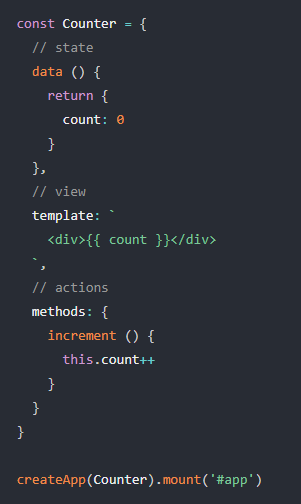 const Counter = {
  // state
  data () {
    return {
      count: 0
    }
  },
  // view
  template: `
    <div>{{ count }}</div>
  `,
  // actions
  methods: {
    increment () {
      this.count++
    }
  }
}

createApp(Counter).mount('#app')